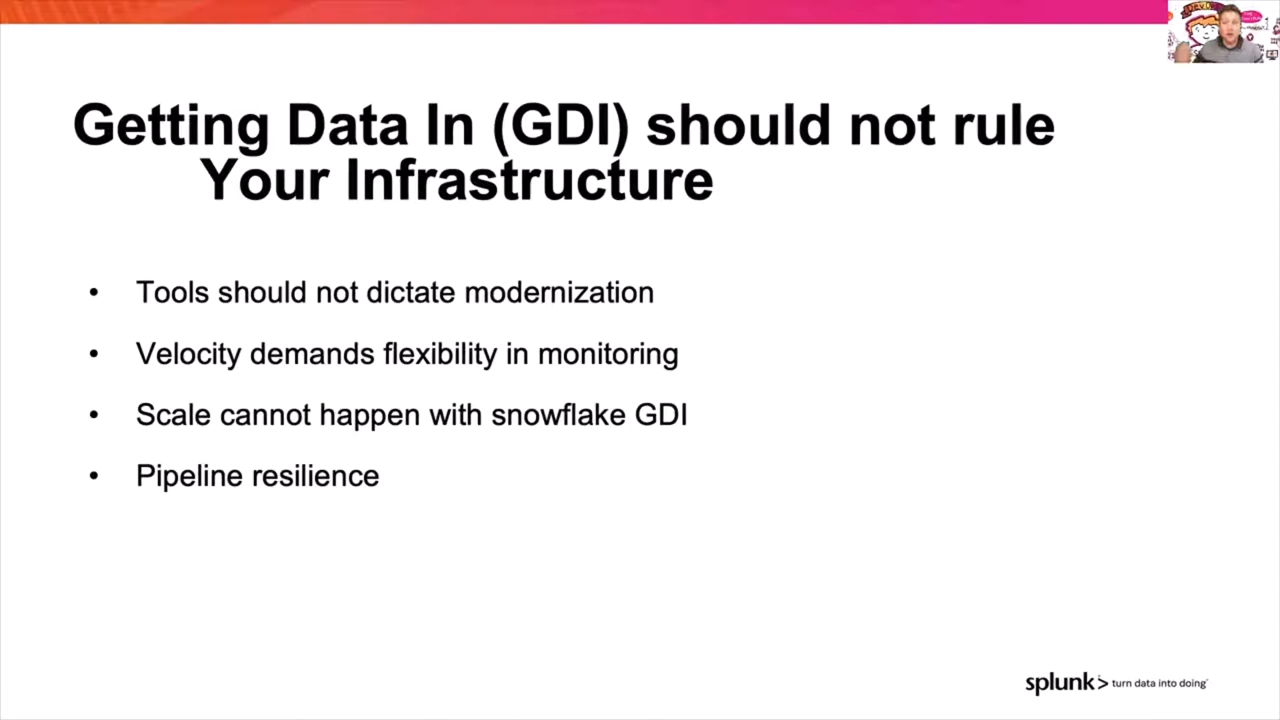 Getting Data In (GDI) should not rule
Your Infrastructure
• Tools should not dictate modernization
• Velocity demands flexibility in monitoring
• Scale cannot happen with snowflake GDI
• Pipeline resilience
splunk> turn data into doing